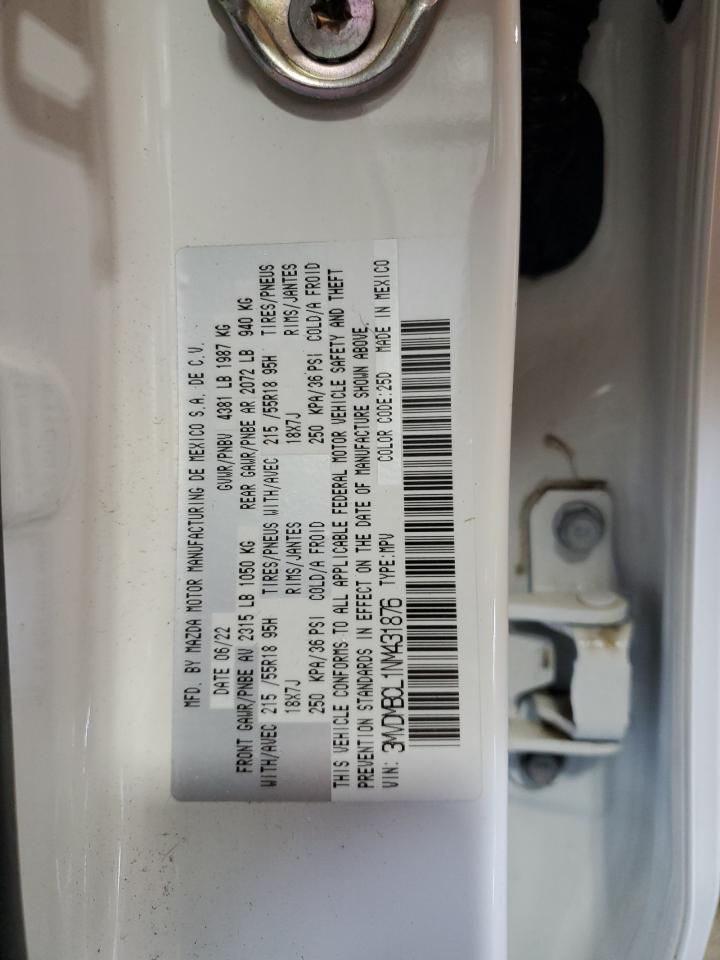 MFD. BY MAZDA MOTOR MANUFACTURING DE MEXICO S.A. DE C.V.
DATE 06/22 GVWR/PNBV 4381 LB 1987 KG
FRONT GAWR/PNBE AV 2315 LB 1050 KG REAR GAWR/PNBE AR 2072 LB 940 KG
WITH/AVEC 215 /55R18 95H TIRES/PNEUS WITH/AVEC 215 /55R18 95H TIRES/PNEUS
18X7J RIMS/JANTES 18X7J RIMS/JANTES
250 KPA/36 PSI COLD/A FROID 250 KPA/36 PSI COLD/A FROID
THIS VEHICLE CONFORMS TO ALL APPLICABLE FEDERAL MOTOR VEHICLE SAFETY AND THEFT
PREVENTION STANDARDS IN EFFECT ON THE DATE OF MANUFACTURE SHOWN ABOVE.
VIN: 3MVDMBCL1NM431876 TYPE:MPV COLOR CODE:25D MADE IN MEXICO